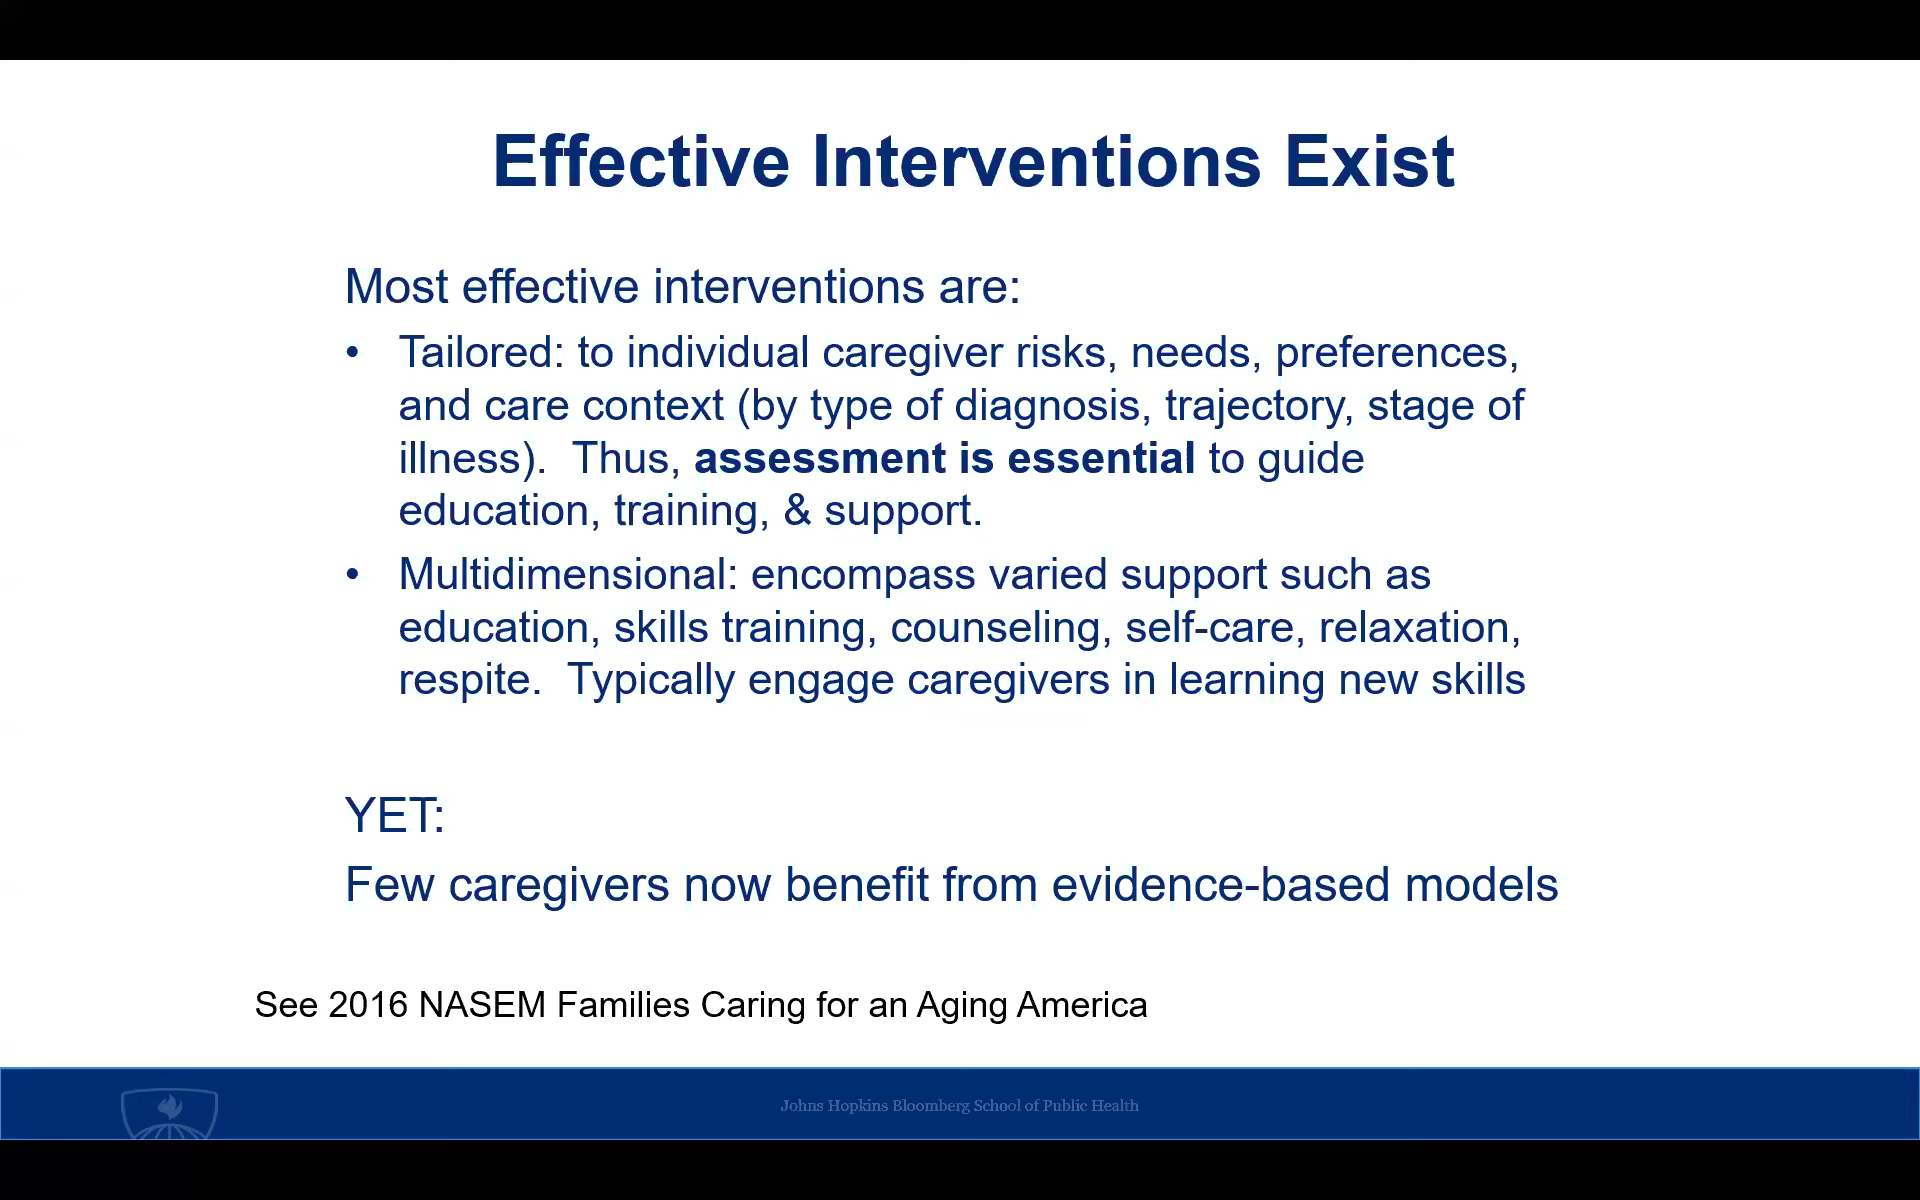 Effective Interventions Exist
Most effective interventions are:
• Tailored: to individual caregiver risks, needs, preferences,
and care context (by type of diagnosis, trajectory, stage of
illness).  Thus, assessment is essential to guide
education, training, & support.
• Multidimensional: encompass varied support such as
education, skills training, counseling, self-care, relaxation,
respite.  Typically engage caregivers in learning new skills
YET:
Few caregivers now benefit from evidence-based models
See 2016 NASEM Families Caring for an Aging America
Johns Hopkins Bloomberg School of Public Health